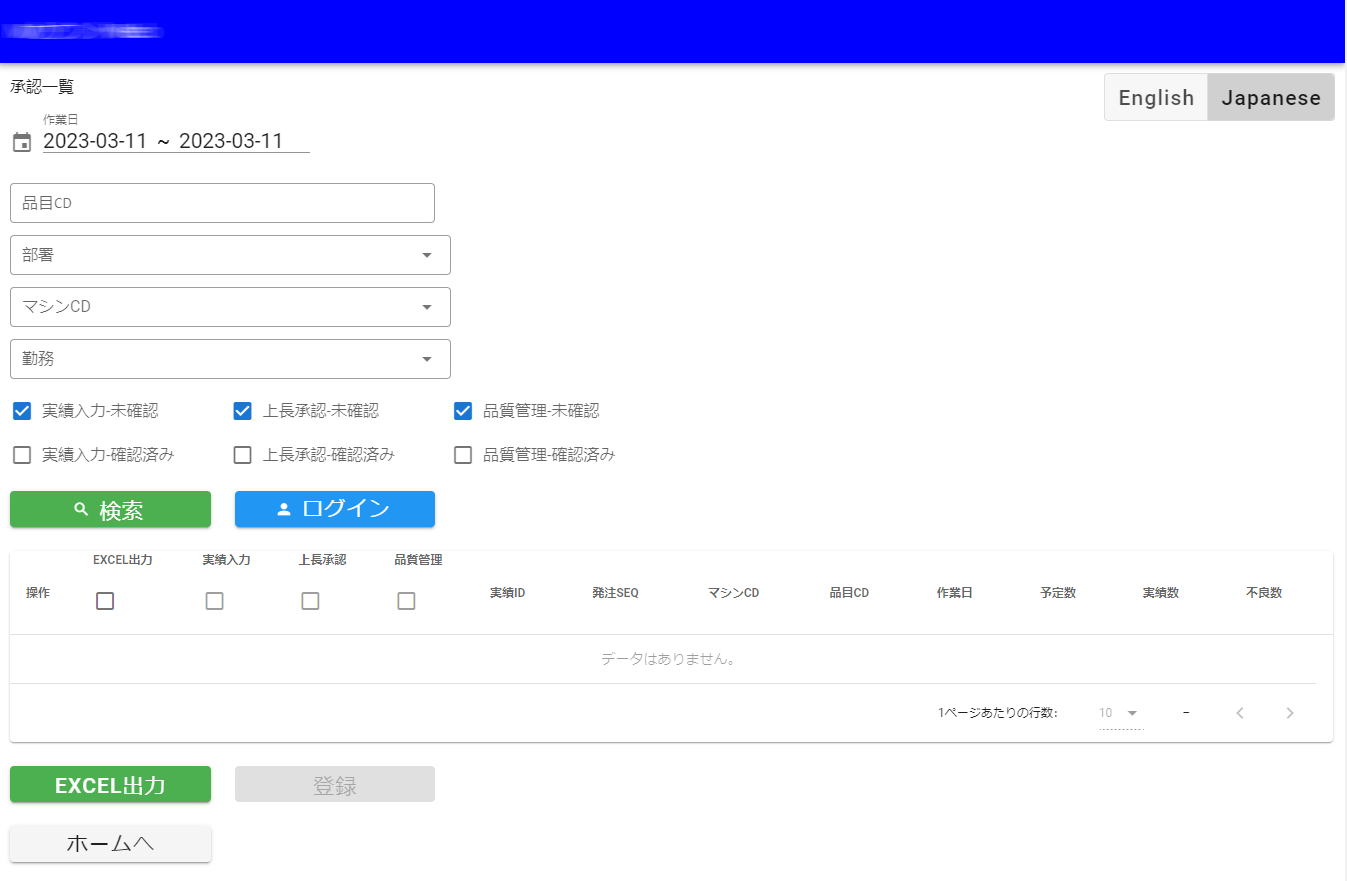 承認一覧
English Japanese
作業日
2023-03-11 ~ 2023-03-11
品目CD
部署
マシンCD
勤務
実績入力-未確認 上長承認-未確認 品質管理-未確認
実績入力-確認済み 上長承認-確認済み 品質管理-確認済み
検索 ログイン
操作 EXCEL出力 実績入力 上長承認 品質管理 実績ID 発注SEQ マシンCD 品目CD 作業日 予定数 実績数 不良数
データはありません。
1ページあたりの行数: 10 –
EXCEL出力 登録
ホームへ